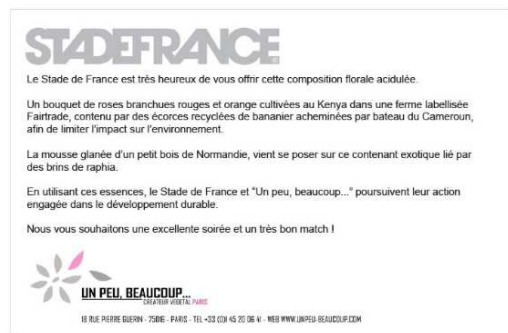 STADEFRANCE
Le Stade de France est très heureux de vous offrir cette composition florale acidulée.
Un bouquet de roses branchues rouges et orange cultivées au Kenya dans une ferme labellisée
Fairtrade, contenu par des écorces recyclées de bananier acheminées par bateau du Cameroun,
afin de limiter l'impact sur l'environnement.
La mousse glanée d'un petit bois de Normandie, vient se poser sur ce contenant exotique lié par
des brins de raphia.
En utilisant ces essences, le Stade de France et "Un peu, beaucoup..." poursuivent leur action
engagée dans le développement durable.
Nous vous souhaitons une excellente soirée et un très bon match !
UN PEU, BEAUCOUP...
CREATEUR VEGETAL PARIS
18 RUE PIERRE GUERIN - 75016 - PARIS - TEL +33 (0)1 45 20 06 41 - WEB WWW.UNPEU-BEAUCOUP.COM